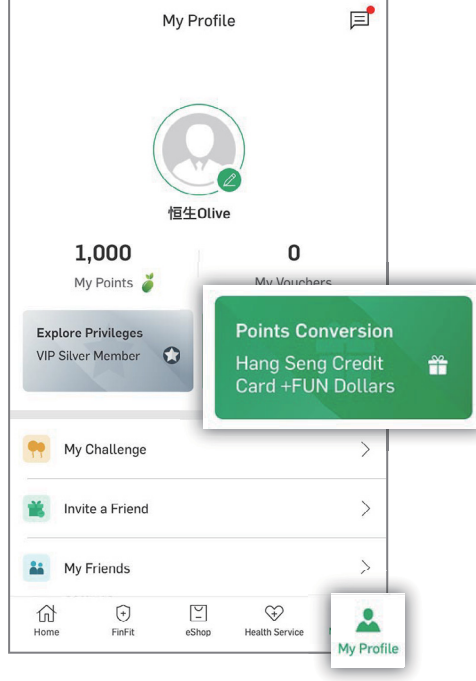 My Profile
恒生Olive
1,000
0
My Points
My Vouchers
Explore Privileges
VIP Silver Member
Points Conversion
Hang Seng Credit
Card +FUN Dollars
My Challenge
Invite a Friend
My Friends
Home
FinFit
eShop
Health Service
My Profile